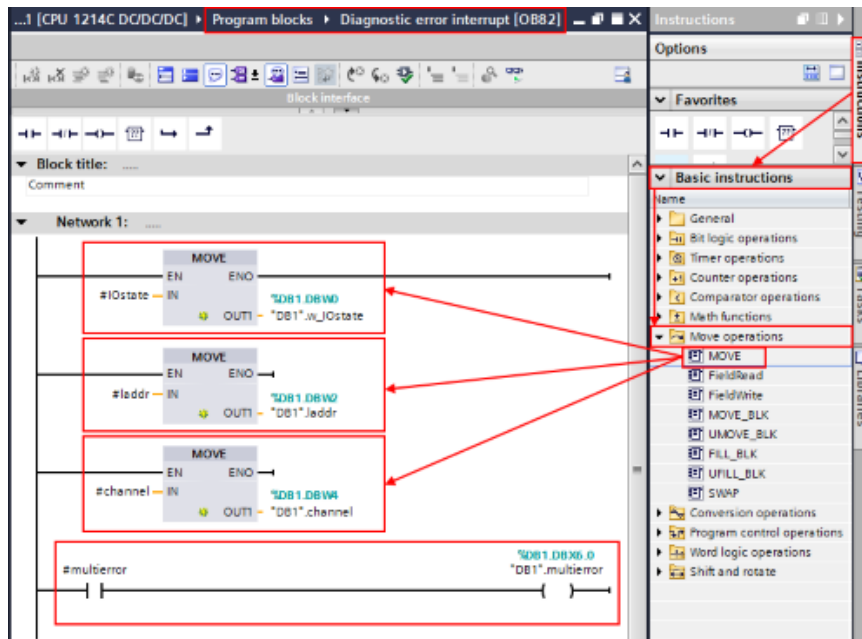 ...1 [CPU 1214C DC/DC/DC] ▸ Program blocks ▸ Diagnostic error interrupt [OB82]
Block interface
Block title: .....
Comment
Network 1: .....
MOVE
EN ENO
#IOstate IN %DB1.DBW0
OUT1 "DB1".w_IOstate
MOVE
EN ENO
#laddr IN %DB1.DBW2
OUT1 "DB1".laddr
MOVE
EN ENO
#channel IN %DB1.DBW4
OUT1 "DB1".channel
%DB1.DBX6.0
#multierror "DB1".multierror
Instructions
Options
Favorites
Basic instructions
Name
General
Bit logic operations
Timer operations
Counter operations
Comparator operations
Math functions
Move operations
MOVE
FieldRead
FieldWrite
MOVE_BLK
UMOVE_BLK
FILL_BLK
UFILL_BLK
SWAP
Conversion operations
Program control operations
Word logic operations
Shift and rotate
Instructions
Testing
Tasks
Libraries